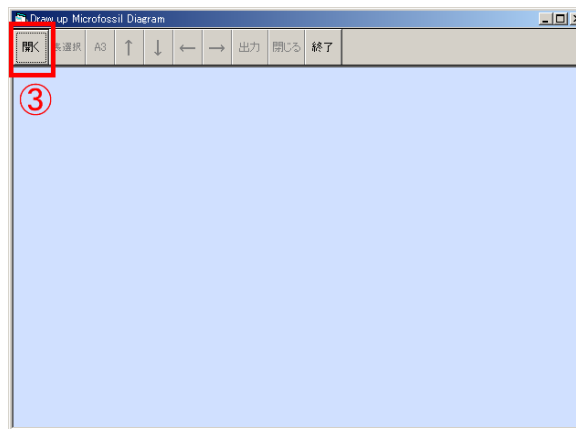 Draw up Microfossil Diagram
開く 表選択 A3 ↑ ↓ ← → 出力 閉じる 終了
③